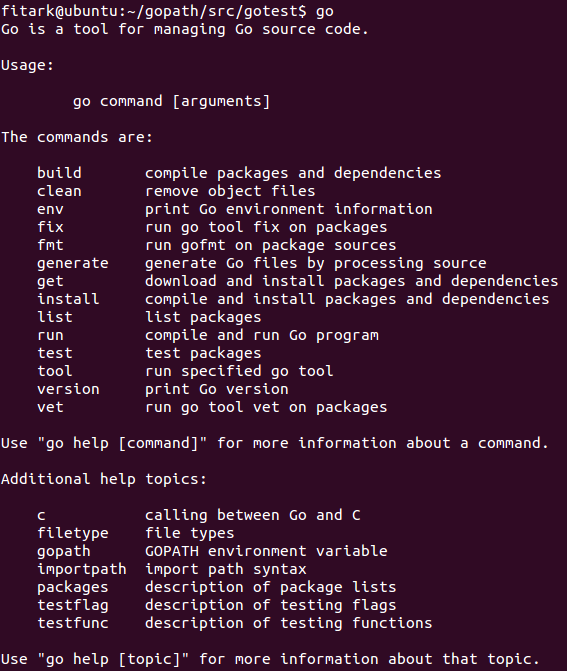 fitark@ubuntu:~/gopath/src/gotest$ go
Go is a tool for managing Go source code.
Usage:
go command [arguments]
The commands are:
build compile packages and dependencies
clean remove object files
env print Go environment information
fix run go tool fix on packages
fmt run gofmt on package sources
generate generate Go files by processing source
get download and install packages and dependencies
install compile and install packages and dependencies
list list packages
run compile and run Go program
test test packages
tool run specified go tool
version print Go version
vet run go tool vet on packages
Use "go help [command]" for more information about a command.
Additional help topics:
c calling between Go and C
filetype file types
gopath GOPATH environment variable
importpath import path syntax
packages description of package lists
testflag description of testing flags
testfunc description of testing functions
Use "go help [topic]" for more information about that topic.